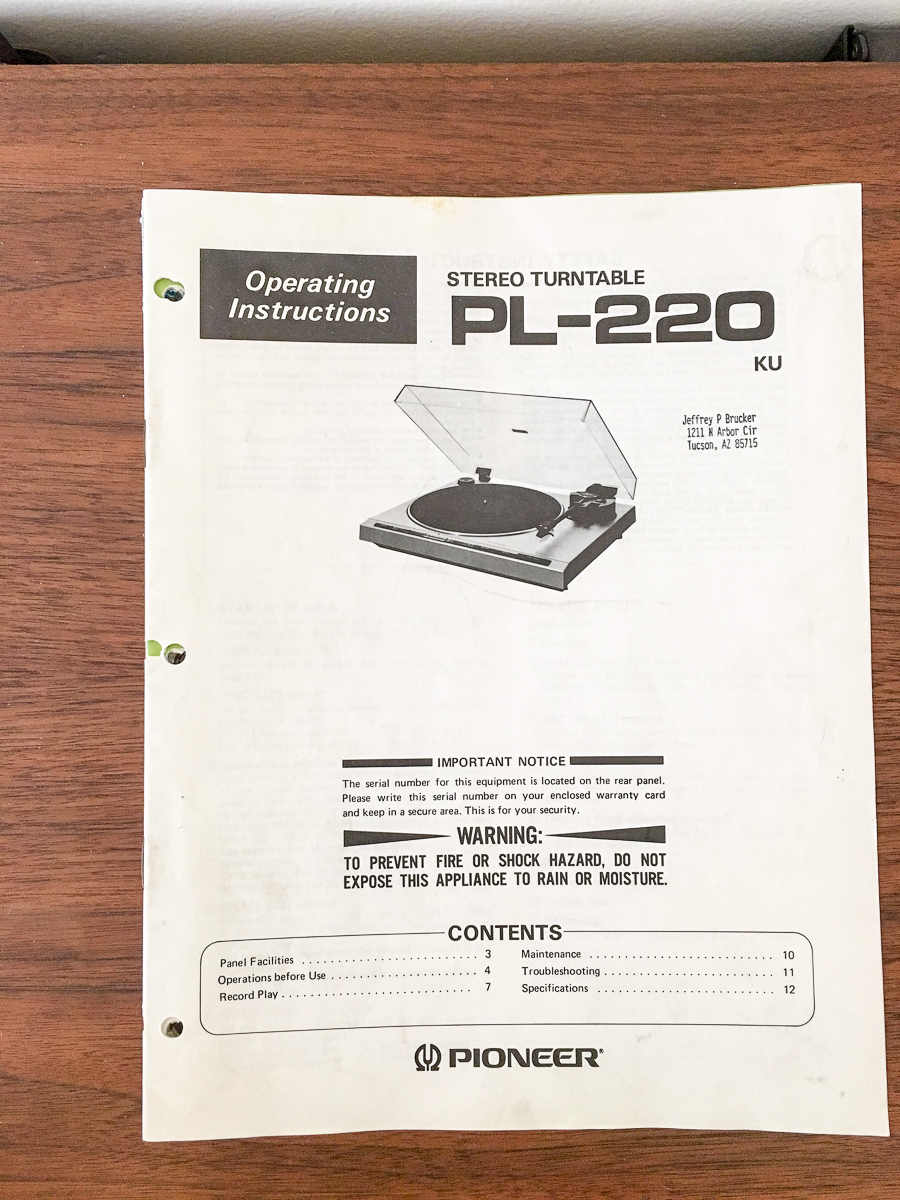 Operating
Instructions
STEREO TURNTABLE
PL-220
KU
Jeffrey P Brucker
1211 N Arbor Cir
Tucson, AZ 85715
IMPORTANT NOTICE
The serial number for this equipment is located on the rear panel.
Please write this serial number on your enclosed warranty card
and keep in a secure area. This is for your security.
WARNING:
TO PREVENT FIRE OR SHOCK HAZARD, DO NOT
EXPOSE THIS APPLIANCE TO RAIN OR MOISTURE.
CONTENTS
Panel Facilities . . . . . . . . . . . . . . . . . . . . . . . . . 3
Operations before Use . . . . . . . . . . . . . . . . . . . . . 4
Record Play . . . . . . . . . . . . . . . . . . . . . . . . . . . 7
Maintenance . . . . . . . . . . . . . . . . . . . . . . . . . . 10
Troubleshooting . . . . . . . . . . . . . . . . . . . . . . . . 11
Specifications . . . . . . . . . . . . . . . . . . . . . . . . . 12
PIONEER®